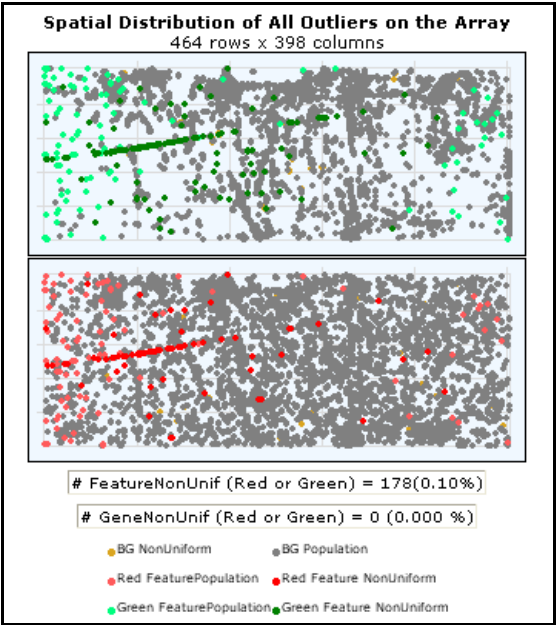 Spatial Distribution of All Outliers on the Array
464 rows x 398 columns
# FeatureNonUnif (Red or Green) = 178(0.10%)
# GeneNonUnif (Red or Green) = 0 (0.000 %)
BG NonUniform BG Population
Red FeaturePopulation Red Feature NonUniform
Green FeaturePopulation Green Feature NonUniform